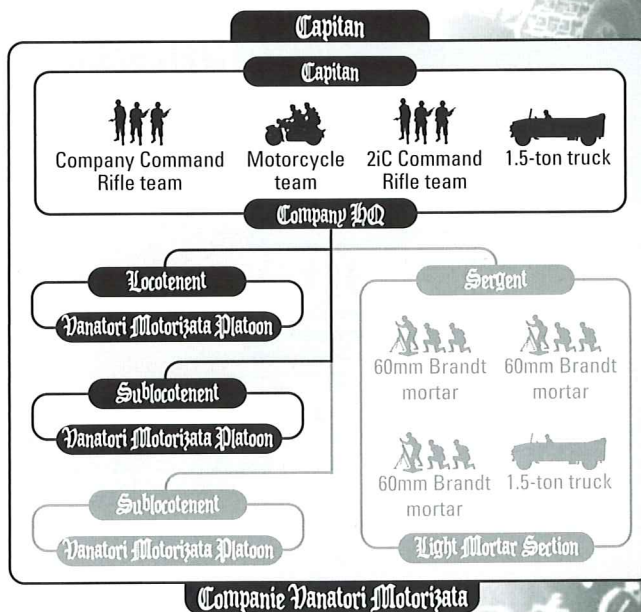 Capitan
Capitan
Company Command
Rifle team
Motorcycle
team
2iC Command
Rifle team
1.5-ton truck
Company HQ
Locotenent
Vanatori Motorizata Platoon
Sublocotenent
Vanatori Motorizata Platoon
Sublocotenent
Vanatori Motorizata Platoon
Sergent
60mm Brandt
mortar
60mm Brandt
mortar
60mm Brandt
mortar
1.5-ton truck
Light Mortar Section
Companie Vanatori Motorizata